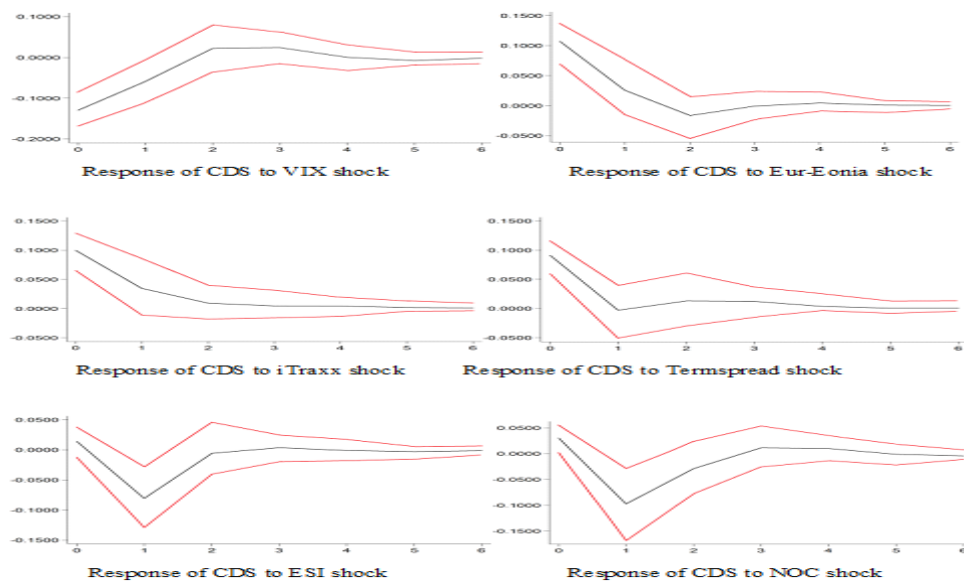 0.1000
0.0000
-0.1000
-0.2000
0 1 2 3 4 5 6
Response of CDS to VIX shock
0.1500
0.1000
0.0500
0.0000
-0.0500
0 1 2 3 4 5 6
Response of CDS to Eur-Eonia shock
0.1500
0.1000
0.0500
0.0000
-0.0500
0 1 2 3 4 5 6
Response of CDS to iTraxx shock
0.1500
0.1000
0.0500
0.0000
-0.0500
0 1 2 3 4 5 6
Response of CDS to Termspread shock
0.0500
0.0000
-0.0500
-0.1000
-0.1500
0 1 2 3 4 5 6
Response of CDS to ESI shock
0.0500
0.0000
-0.0500
-0.1000
-0.1500
0 1 2 3 4 5 6
Response of CDS to NOC shock